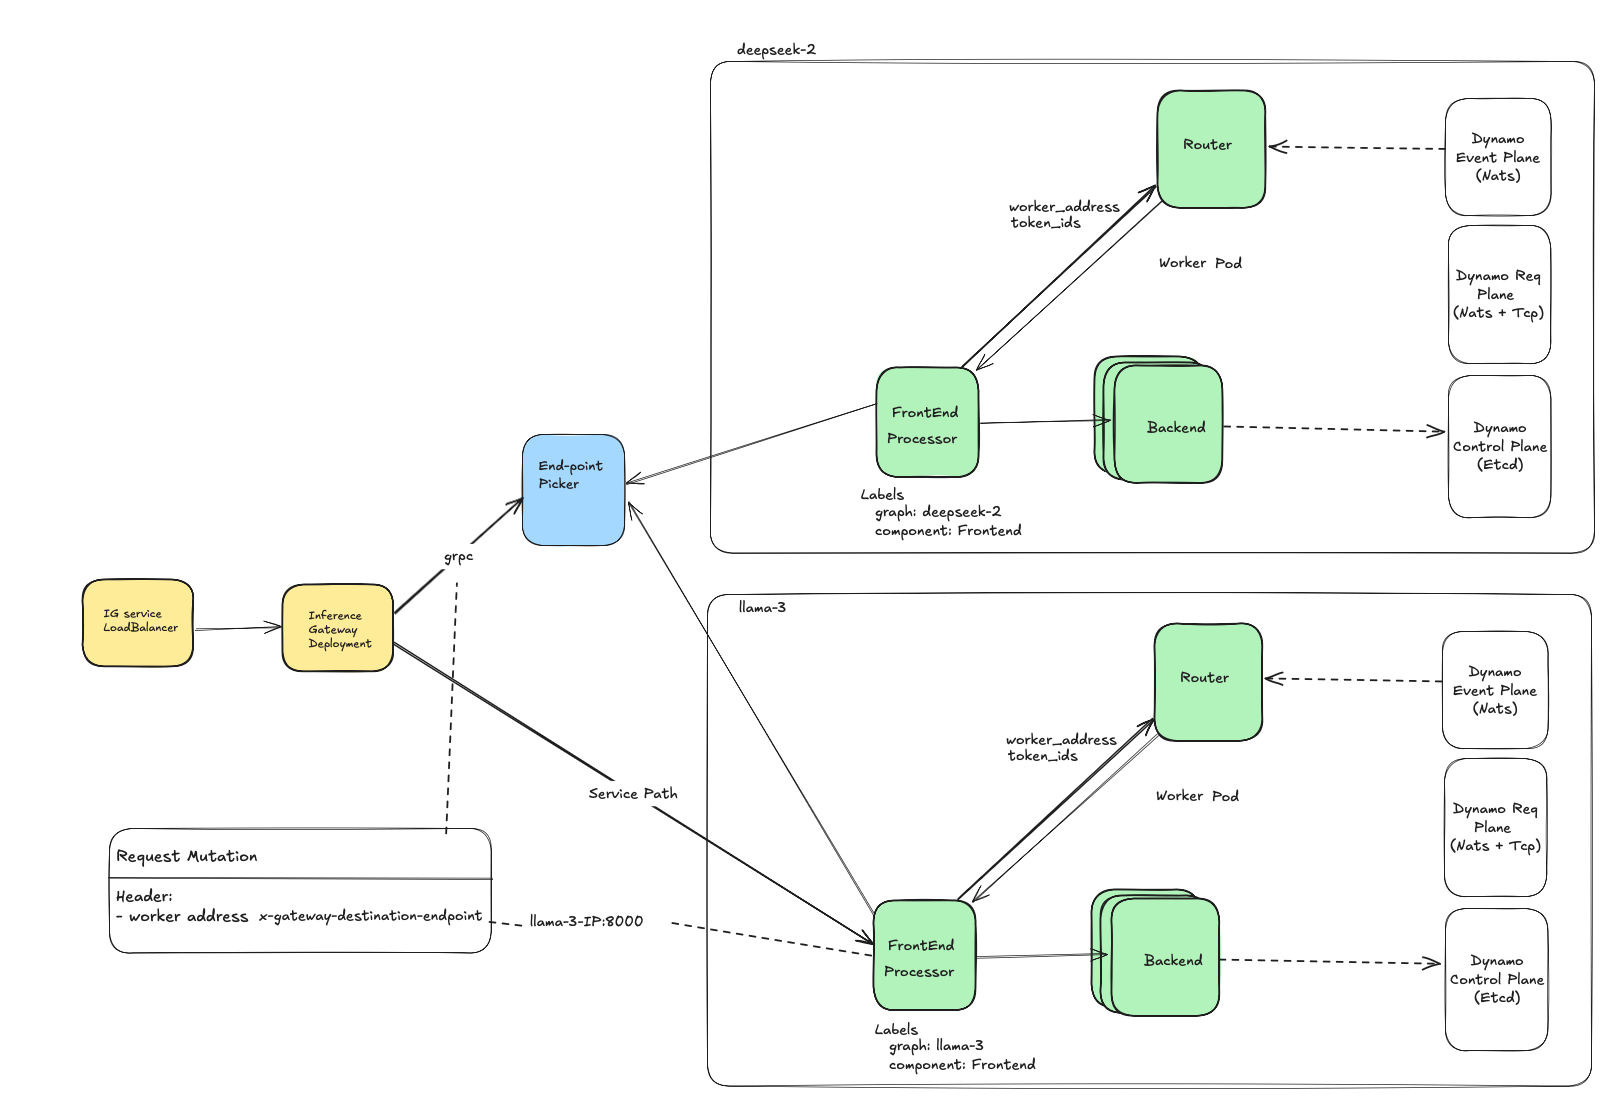 deepseek-2
Router
Dynamo
Event Plane
(Nats)
worker_address
token_ids
Worker Pod
Dynamo Req
Plane
(Nats + Tcp)
FrontEnd
Processor
Backend
Dynamo
Control Plane
(Etcd)
Labels
graph: deepseek-2
component: Frontend
End-point
Picker
grpc
IG service
LoadBalancer
Inference
Gateway
Deployment
Service Path
Request Mutation
Header:
- worker address x-gateway-destination-endpoint
llama-3-IP:8000
llama-3
Router
Dynamo
Event Plane
(Nats)
worker_address
token_ids
Worker Pod
Dynamo Req
Plane
(Nats + Tcp)
FrontEnd
Processor
Backend
Dynamo
Control Plane
(Etcd)
Labels
graph: llama-3
component: Frontend